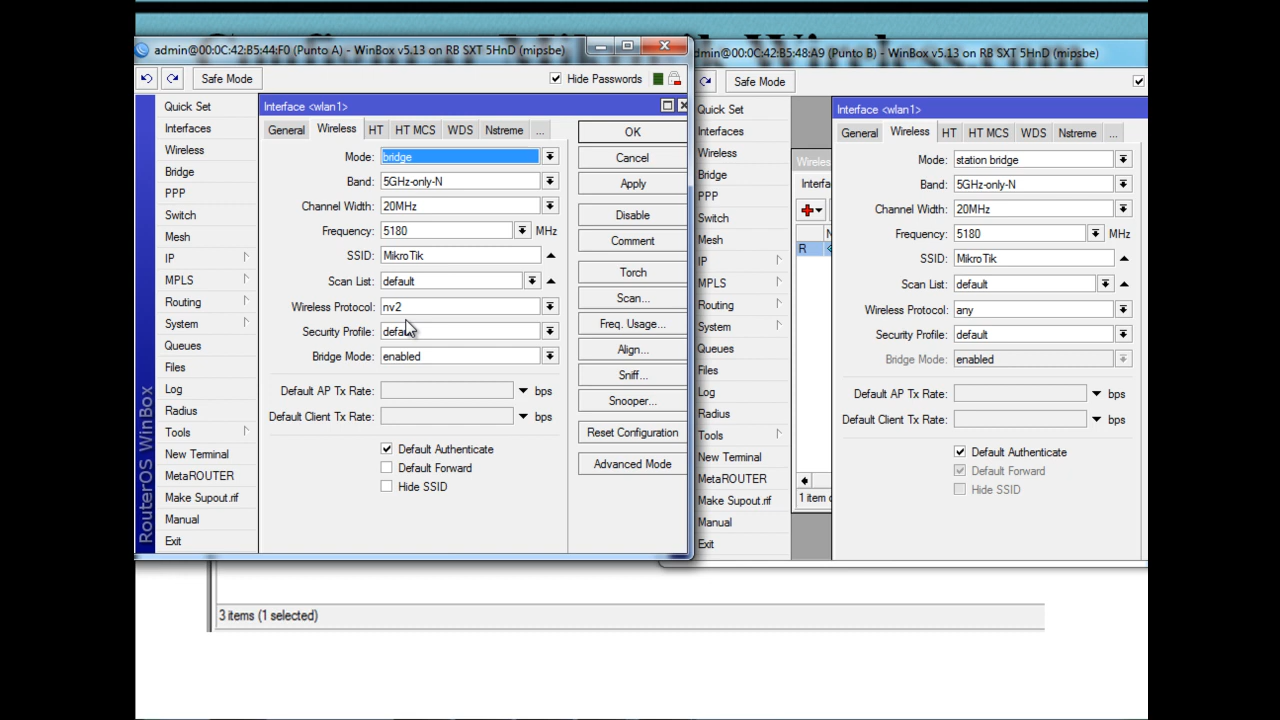 admin@00:0C:42:B5:44:F0 (Punto A) - WinBox v5.13 on RB SXT 5HnD (mipsbe)
Safe Mode
Hide Passwords
Interface <wlan1>
Quick Set
Interfaces
Wireless
Bridge
PPP
Switch
Mesh
IP
MPLS
Routing
System
Queues
Files
Log
Radius
Tools
New Terminal
MetaROUTER
Make Supout.rif
Manual
Exit
RouterOS WinBox
General Wireless HT HT MCS WDS Nstreme ...
Mode: bridge
Band: 5GHz-only-N
Channel Width: 20MHz
Frequency: 5180 MHz
SSID: MikroTik
Scan List: default
Wireless Protocol: nv2
Security Profile: default
Bridge Mode: enabled
Default AP Tx Rate: bps
Default Client Tx Rate: bps
Default Authenticate
Default Forward
Hide SSID
OK
Cancel
Apply
Disable
Comment
Torch
Scan...
Freq. Usage...
Align...
Sniff...
Snooper...
Reset Configuration
Advanced Mode
dmin@00:0C:42:B5:48:A9 (Punto B) - WinBox v5.13 on RB SXT 5HnD (mipsbe)
Safe Mode
Quick Set
Interfaces
Wireless
Bridge
PPP
Switch
Mesh
IP
MPLS
Routing
System
Queues
Files
Log
Radius
Tools
New Terminal
MetaROUTER
Make Supout.rif
Manual
Exit
Wireless
Interfa
N
R
1 item o
Interface <wlan1>
General Wireless HT HT MCS WDS Nstreme ...
Mode: station bridge
Band: 5GHz-only-N
Channel Width: 20MHz
Frequency: 5180 MHz
SSID: MikroTik
Scan List: default
Wireless Protocol: any
Security Profile: default
Bridge Mode: enabled
Default AP Tx Rate: bps
Default Client Tx Rate: bps
Default Authenticate
Default Forward
Hide SSID
3 items (1 selected)